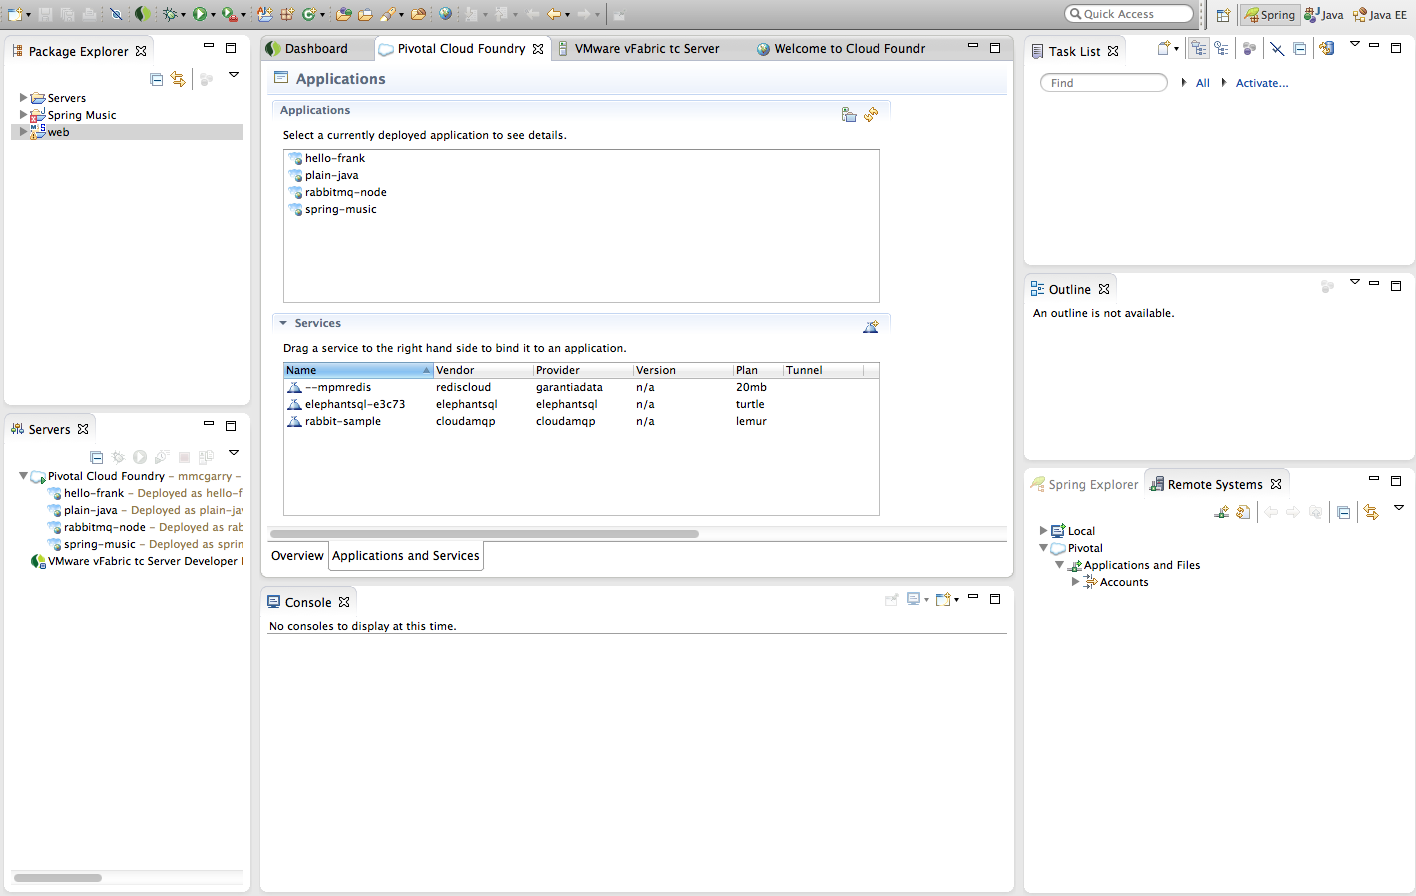 Quick Access
Spring
Java
Java EE
Package Explorer
Servers
Spring Music
web
Servers
Pivotal Cloud Foundry – mmcgarry –
hello-frank – Deployed as hello-f
plain-java – Deployed as plain-jav
rabbitmq-node – Deployed as rab
spring-music – Deployed as sprin
VMware vFabric tc Server Developer
Dashboard
Pivotal Cloud Foundry
VMware vFabric tc Server
Welcome to Cloud Foundr
Applications
Applications
Select a currently deployed application to see details.
hello-frank
plain-java
rabbitmq-node
spring-music
Services
Drag a service to the right hand side to bind it to an application.
Name Vendor Provider Version Plan Tunnel
--mpmredis rediscloud garantiadata n/a 20mb
elephantsql-e3c73 elephantsql elephantsql n/a turtle
rabbit-sample cloudamqp cloudamqp n/a lemur
Overview
Applications and Services
Console
No consoles to display at this time.
Task List
Find
All
Activate...
Outline
An outline is not available.
Spring Explorer
Remote Systems
Local
Pivotal
Applications and Files
Accounts